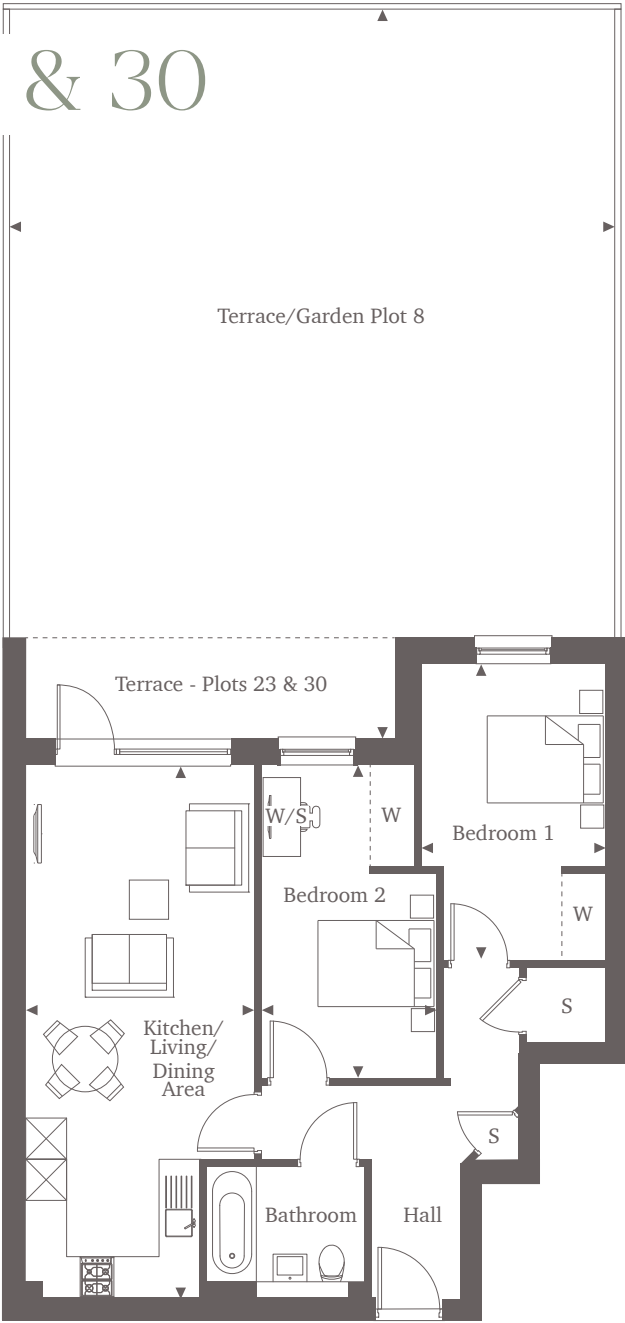 & 30
Terrace/Garden Plot 8
Terrace - Plots 23 & 30
W/S
W
Bedroom 1
Bedroom 2
W
S
Kitchen/
Living/
Dining
Area
S
Bathroom
Hall